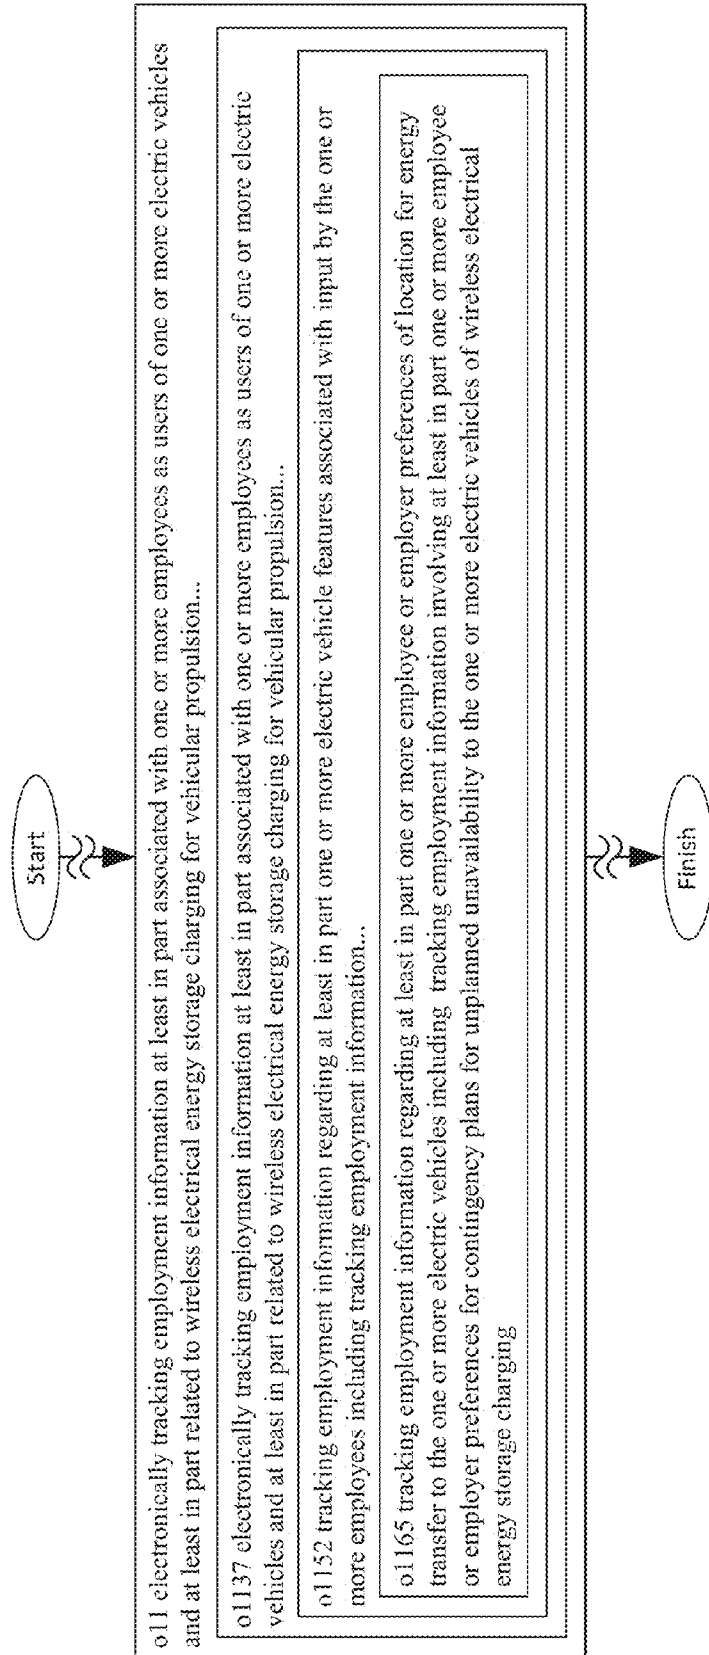 Start
o11 electronically tracking employment information at least in part associated with one or more employees as users of one or more electric vehicles
and at least in part related to wireless electrical energy storage charging for vehicular propulsion...
o1137 electronically tracking employment information at least in part associated with one or more employees as users of one or more electric
vehicles and at least in part related to wireless electrical energy storage charging for vehicular propulsion...
o1152 tracking employment information regarding at least in part one or more electric vehicle features associated with input by the one or
more employees including tracking employment information...
o1165 tracking employment information regarding at least in part one or more employee or employer preferences of location for energy
transfer to the one or more electric vehicles including tracking employment information involving at least in part one or more employee
or employer preferences for contingency plans for unplanned unavailability to the one or more electric vehicles of wireless electrical
energy storage charging
Finish